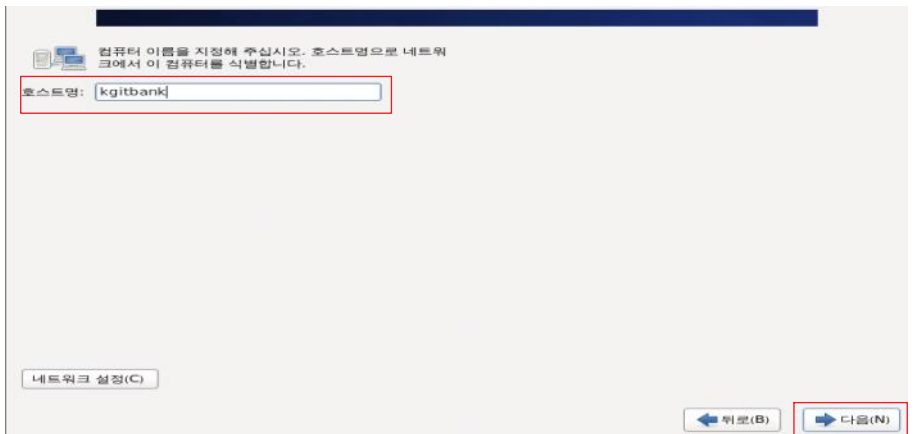 컴퓨터 이름을 지정해 주십시오. 호스트명으로 네트워
크에서 이 컴퓨터를 식별합니다.
호스트명: kgitbank
네트워크 설정(C)
뒤로(B) 다음(N)